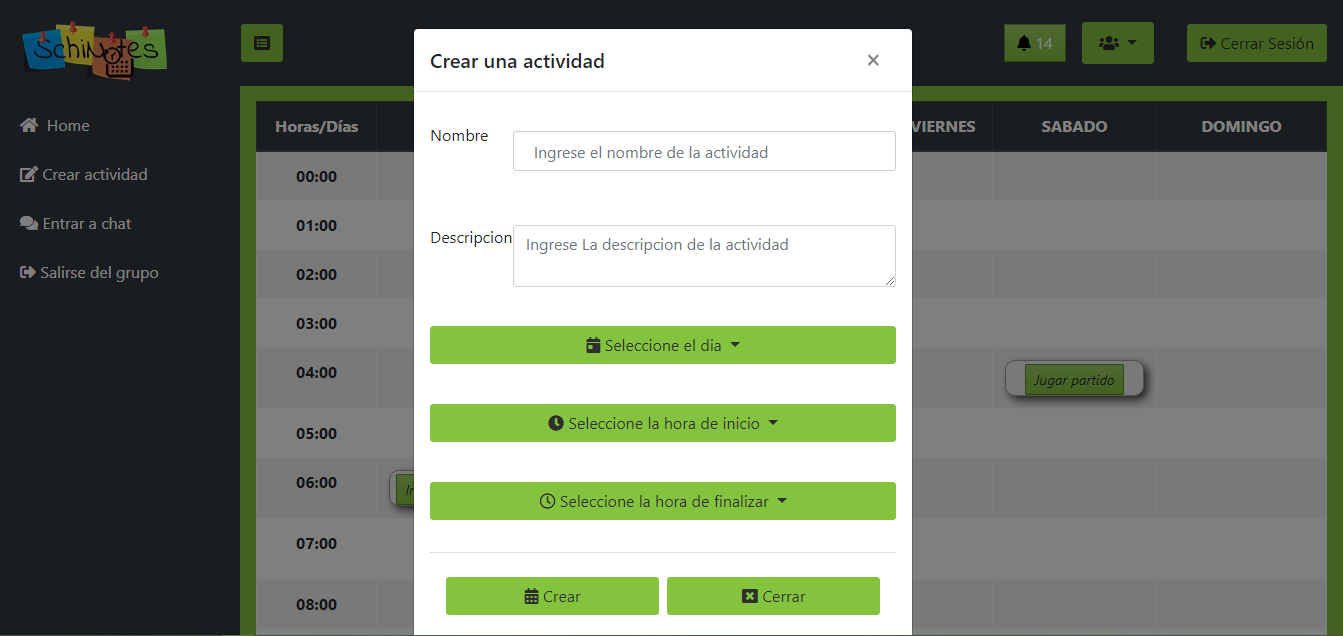 SchiNotes
14
Cerrar Sesión
Home
Crear actividad
Entrar a chat
Salirse del grupo
Crear una actividad
×
Nombre
Ingrese el nombre de la actividad
Descripcion
Ingrese La descripcion de la actividad
Seleccione el dia
Seleccione la hora de inicio
Seleccione la hora de finalizar
Crear
Cerrar
Horas/Días
VIERNES
SABADO
DOMINGO
00:00
01:00
02:00
03:00
04:00
Jugar partido
05:00
06:00
07:00
08:00